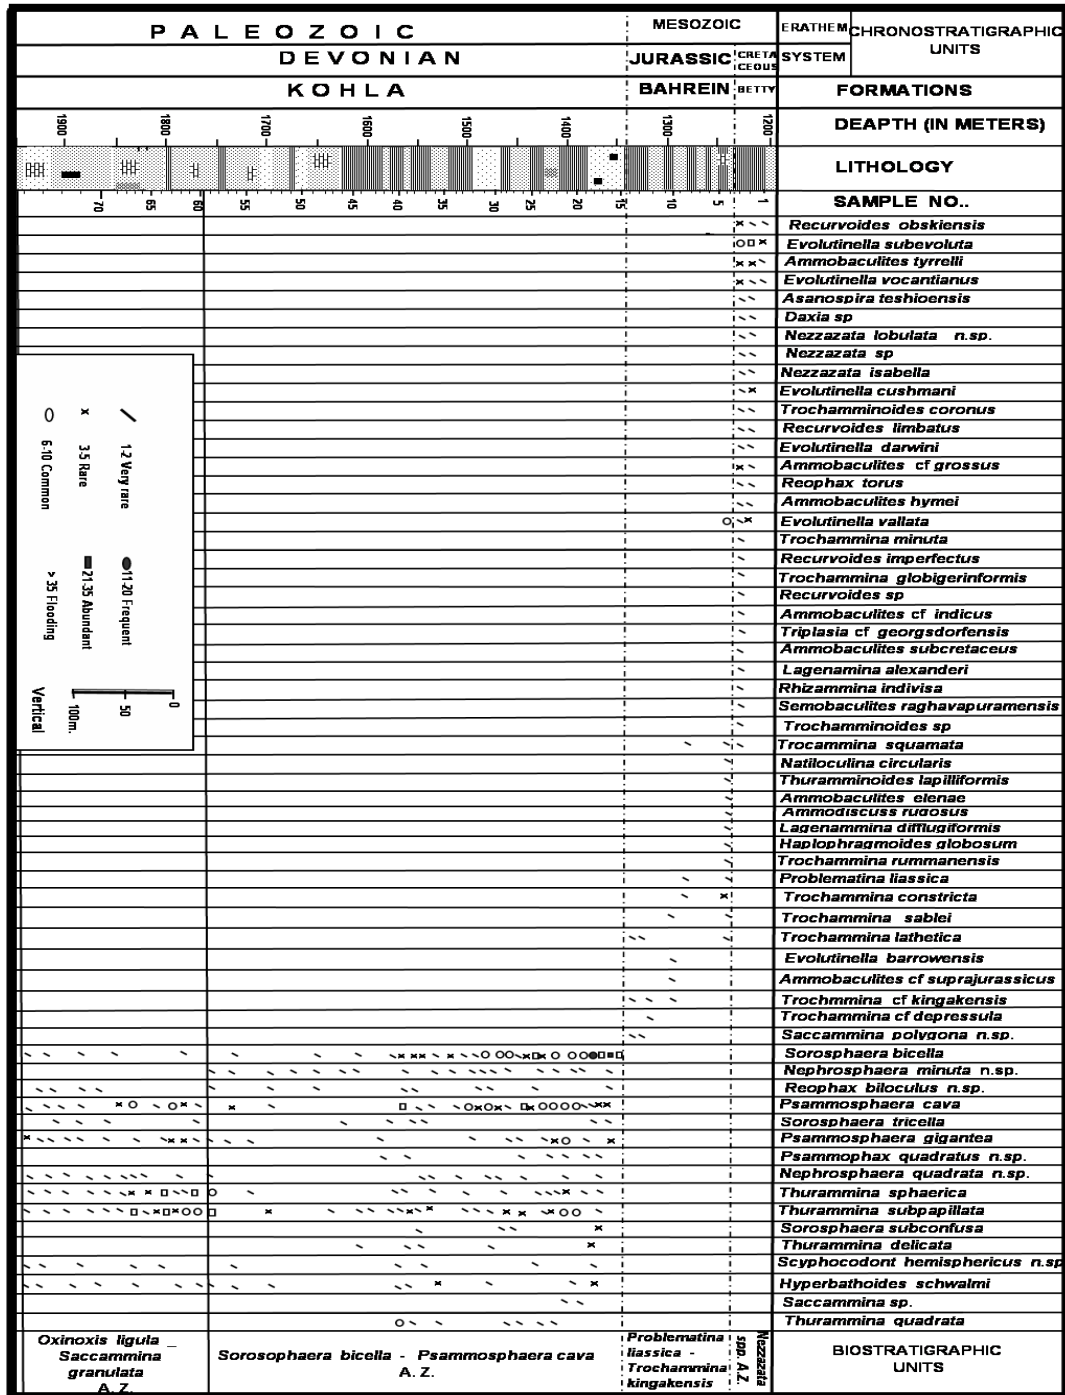 PALEOZOIC
MESOZOIC
ERATHEM
CHRONOSTRATIGRAPHIC
UNITS
DEVONIAN
JURASSIC
CRETA
CEOUS
SYSTEM
KOHLA
BAHREIN
BETTY
FORMATIONS
1900
1800
1700
1600
1500
1400
1300
1200
DEAPTH (IN METERS)
LITHOLOGY
70
65
60
55
50
45
40
35
30
25
20
15
10
5
1
SAMPLE NO..
Recurvoides obskiensis
Evolutinella subevoluta
Ammobaculites tyrrelli
Evolutinella vocantianus
Asanospira teshioensis
Daxia sp
Nezzazata lobulata n.sp.
Nezzazata sp
Nezzazata isabella
Evolutinella cushmani
Trochamminoides coronus
Recurvoides limbatus
Evolutinella darwini
Ammobaculites cf grossus
Reophax torus
Ammobaculites hymei
Evolutinella vallata
Trochammina minuta
Recurvoides imperfectus
Trochammina globigerinformis
Recurvoides sp
Ammobaculites cf indicus
Triplasia cf georgsdorfensis
Ammobaculites subcretaceus
Lagenamina alexanderi
Rhizammina indivisa
Semobaculites raghavapuramensis
Trochamminoides sp
Trocammina squamata
Natiloculina circularis
Thuramminoides lapilliformis
Ammobaculites elenae
Ammodiscuss rugosus
Lagenammina difflugiformis
Haplophragmoides globosum
Trochammina rummanensis
Problematina liassica
Trochammina constricta
Trochammina sablei
Trochammina lathetica
Evolutinella barrowensis
Ammobaculites cf suprajurassicus
Trochmmina cf kingakensis
Trochammina cf depressula
Saccammina polygona n.sp.
Sorosphaera bicella
Nephrosphaera minuta n.sp.
Reophax biloculus n.sp.
Psammosphaera cava
Sorosphaera tricella
Psammosphaera gigantea
Psammophax quadratus n.sp.
Nephrosphaera quadrata n.sp.
Thurammina sphaerica
Thurammina subpapillata
Sorosphaera subconfusa
Thurammina delicata
Scyphocodont hemisphericus n.sp
Hyperbathoides schwalmi
Saccammina sp.
Thurammina quadrata
1-2 Very rare
3-5 Rare
6-10 Common
11-20 Frequent
21-35 Abundant
> 35 Flooding
0
50
100m.
Vertical
Oxinoxis ligula _
Saccammina
granulata
A. Z.
Sorosophaera bicella - Psammosphaera cava
A. Z.
Problematina
liassica -
Trochammina
kingakensis
Nezzazata
spp. A. Z.
BIOSTRATIGRAPHIC
UNITS